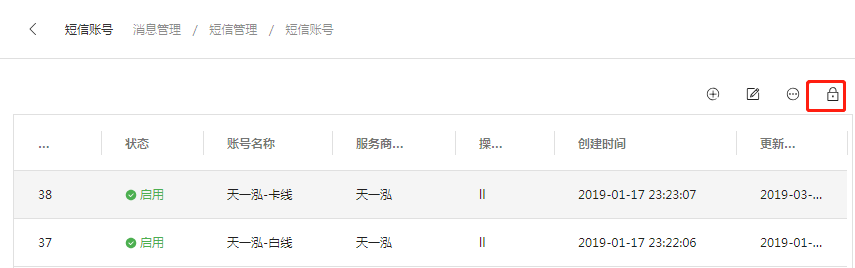 短信账号 消息管理 / 短信管理 / 短信账号
... 状态 账号名称 服务商... 操... 创建时间 更新...
38 启用 天一泓-卡线 天一泓 II 2019-01-17 23:23:07 2019-03-...
37 启用 天一泓-白线 天一泓 II 2019-01-17 23:22:06 2019-01-...